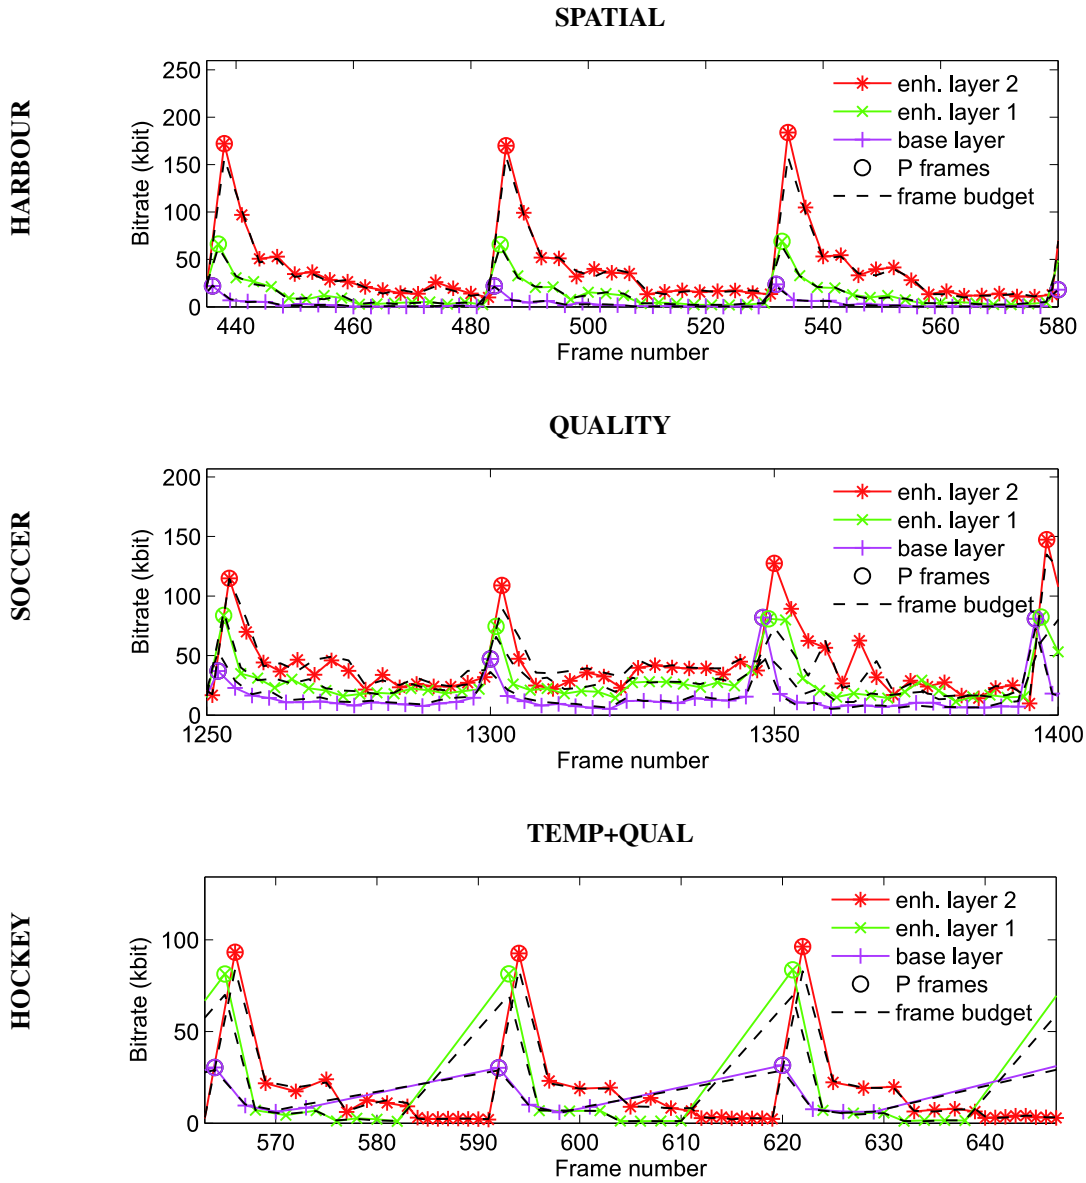 SPATIAL
HARBOUR
Bitrate (kbit)
250
200
150
100
50
0
enh. layer 2
enh. layer 1
base layer
P frames
frame budget
440 460 480 500 520 540 560 580
Frame number
QUALITY
SOCCER
Bitrate (kbit)
200
150
100
50
0
enh. layer 2
enh. layer 1
base layer
P frames
frame budget
1250 1300 1350 1400
Frame number
TEMP+QUAL
HOCKEY
Bitrate (kbit)
100
50
0
enh. layer 2
enh. layer 1
base layer
P frames
frame budget
570 580 590 600 610 620 630 640
Frame number